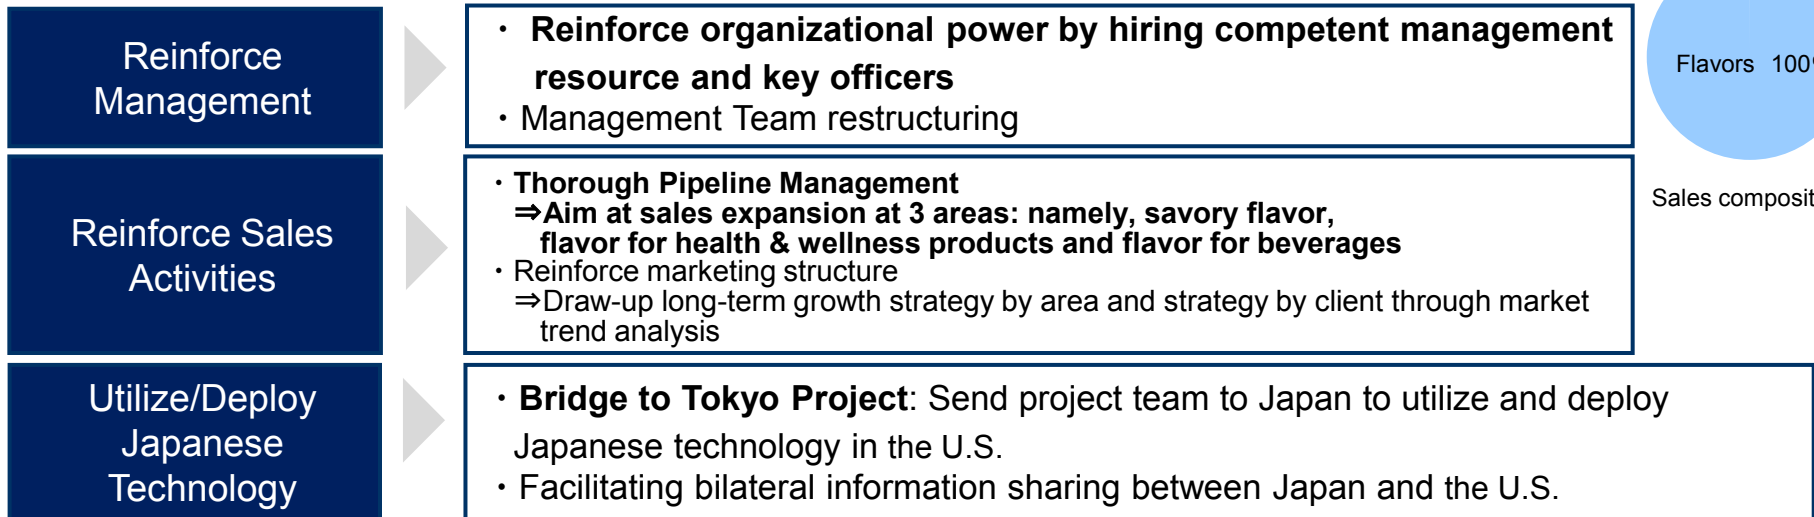 Reinforce
Management
・ Reinforce organizational power by hiring competent management
resource and key officers
・Management Team restructuring
Flavors 100
Sales composit
Reinforce Sales
Activities
・Thorough Pipeline Management
⇒Aim at sales expansion at 3 areas: namely, savory flavor,
flavor for health & wellness products and flavor for beverages
・Reinforce marketing structure
⇒Draw-up long-term growth strategy by area and strategy by client through market
trend analysis
Utilize/Deploy
Japanese
Technology
・Bridge to Tokyo Project: Send project team to Japan to utilize and deploy
Japanese technology in the U.S.
・Facilitating bilateral information sharing between Japan and the U.S.